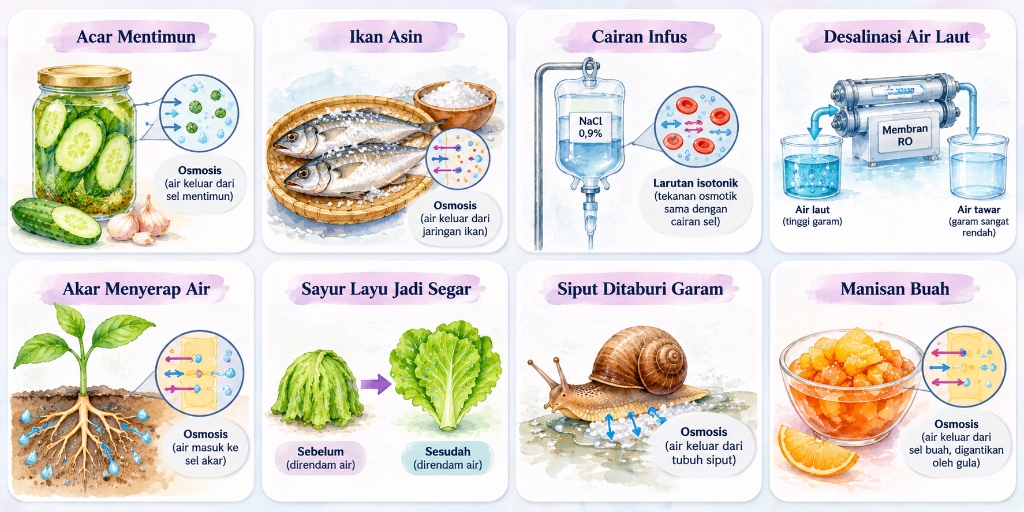 Acar Mentimun
Osmosis
(air keluar dari
sel mentimun)
Ikan Asin
Osmosis
(air keluar dari
jaringan ikan)
Cairan Infus
NaCl
0,9%
Larutan isotonik
(tekanan osmotik
sama dengan
cairan sel)
Desalinasi Air Laut
Membran
RO
Air laut
(tinggi garam)
Air tawar
(garam sangat
rendah)
Akar Menyerap Air
Osmosis
(air masuk ke
sel akar)
Sayur Layu Jadi Segar
Sebelum
(direndam air)
Sesudah
(direndam air)
Siput Ditaburi Garam
Osmosis
(air keluar dari
tubuh siput)
Manisan Buah
Osmosis
(air keluar dari
sel buah, digantikan
oleh gula)